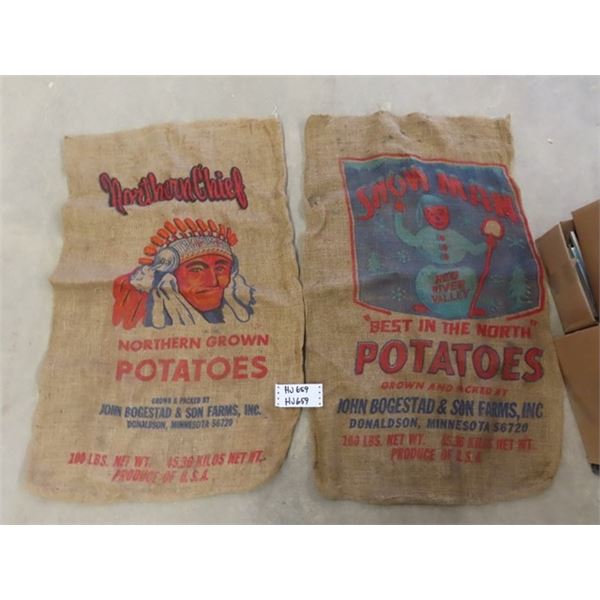 Northern Chief
NORTHERN GROWN
POTATOES
GROWN & PACKED BY
JOHN BOGESTAD & SON FARMS, INC.
DONALDSON, MINNESOTA 56720
100 LBS. NET WT. 45.36 KILOS NET WT.
PRODUCE OF U.S.A.
HJ659
HJ659
SNOW MAN
RED
RIVER
VALLEY
"BEST IN THE NORTH"
POTATOES
GROWN AND PACKED BY
JOHN BOGESTAD & SON FARMS, INC
DONALDSON, MINNESOTA 56720
100 LBS. NET WT. 45.36 KILOS NET WT.
PRODUCE OF U.S.A.